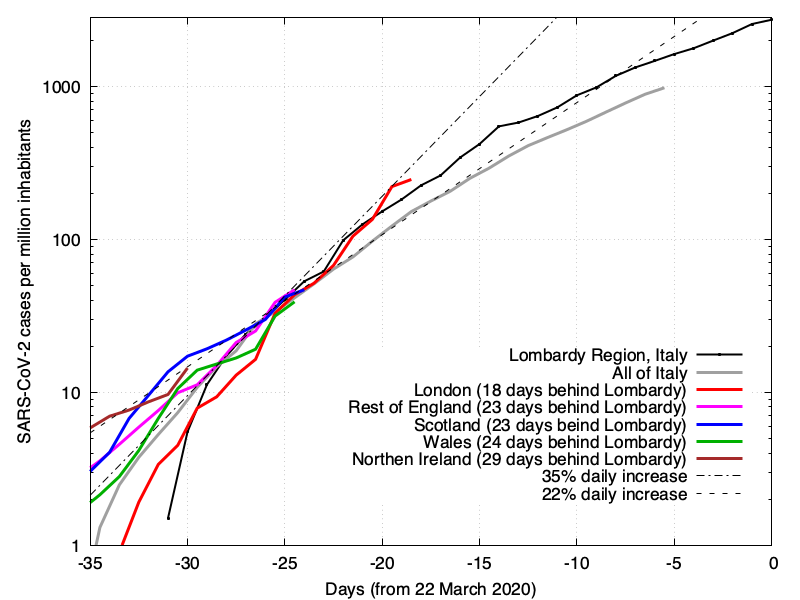 1000
100
10
1
SARS-CoV-2 cases per million inhabitants
Lombardy Region, Italy
All of Italy
London (18 days behind Lombardy)
Rest of England (23 days behind Lombardy)
Scotland (23 days beind Lombardy)
Wales (24 days behind Lombardy)
Northen Ireland (29 days behind Lombardy)
35% daily increase
22% daily increase
-35 -30 -25 -20 -15 -10 -5 0
Days (from 22 March 2020)